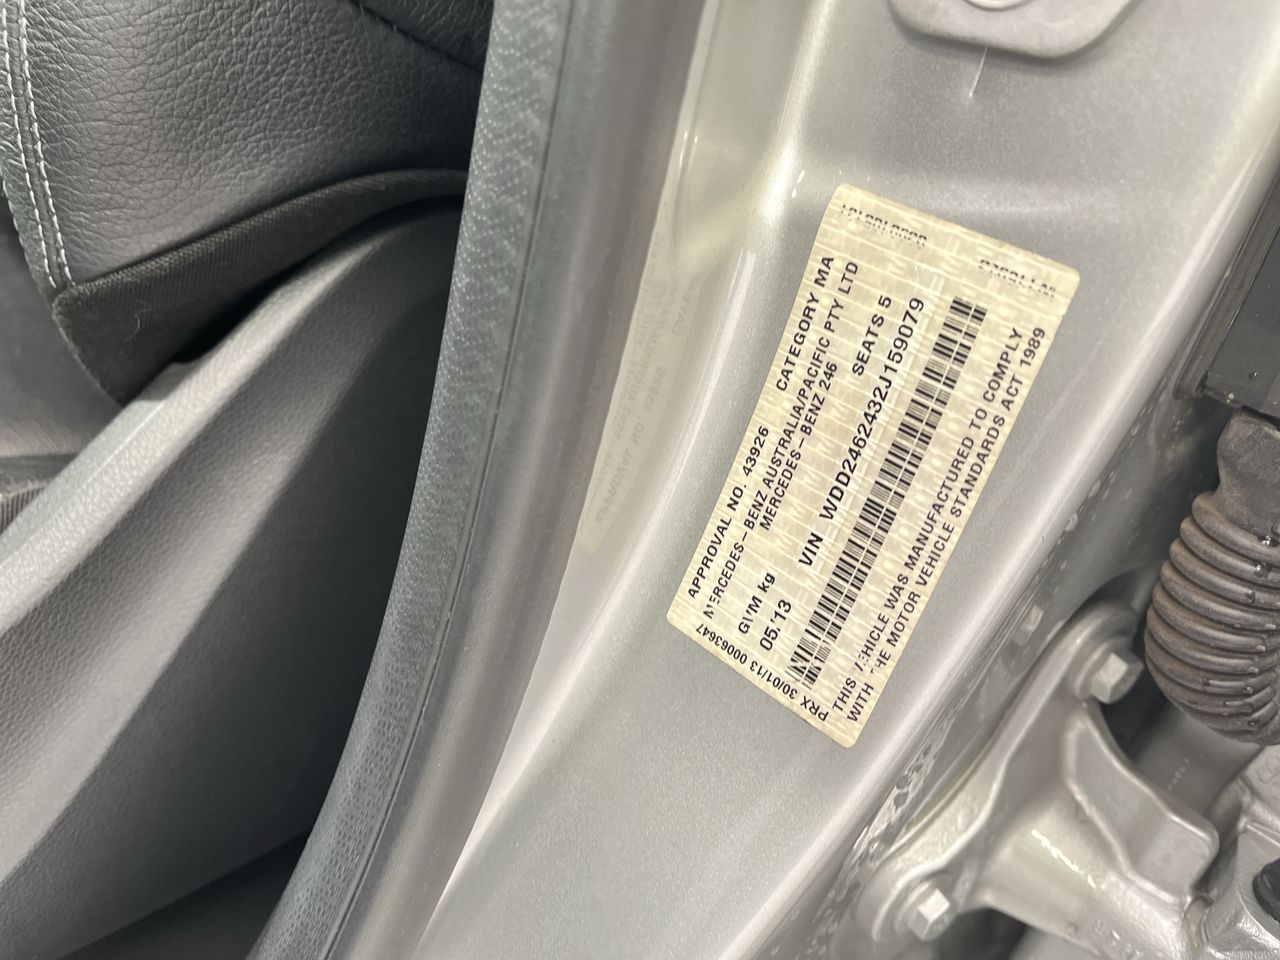 APPROVAL NO. 43926 CATEGORY MA
MERCEDES-BENZ AUSTRALIA/PACIFIC PTY LTD
MERCEDES-BENZ 246
GVM kg SEATS 5
05/13 VIN WDD2462432J159079
THIS VEHICLE WAS MANUFACTURED TO COMPLY
WITH THE MOTOR VEHICLE STANDARDS ACT 1989
PRX 30/01/13 00063647